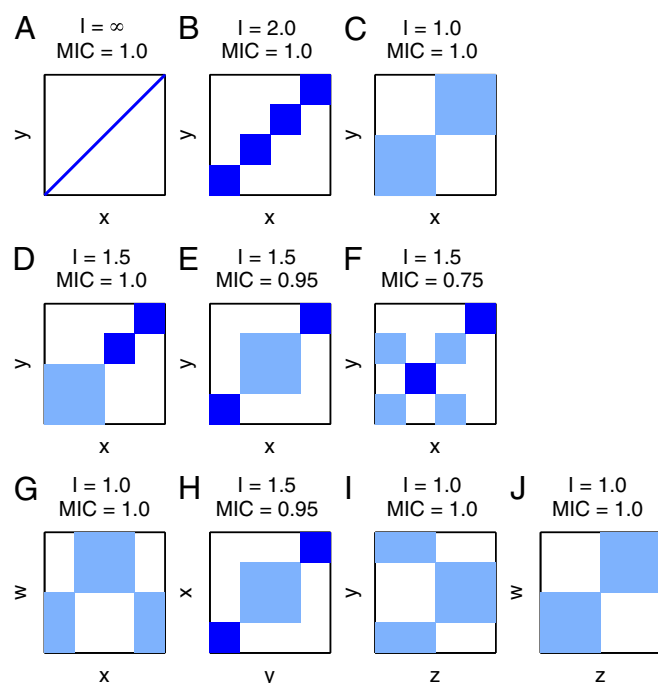 A
I = ∞
MIC = 1.0
y
x
B
I = 2.0
MIC = 1.0
y
x
C
I = 1.0
MIC = 1.0
y
x
D
I = 1.5
MIC = 1.0
y
x
E
I = 1.5
MIC = 0.95
y
x
F
I = 1.5
MIC = 0.75
y
x
G
I = 1.0
MIC = 1.0
w
x
H
I = 1.5
MIC = 0.95
x
y
I
I = 1.0
MIC = 1.0
y
z
J
I = 1.0
MIC = 1.0
w
z